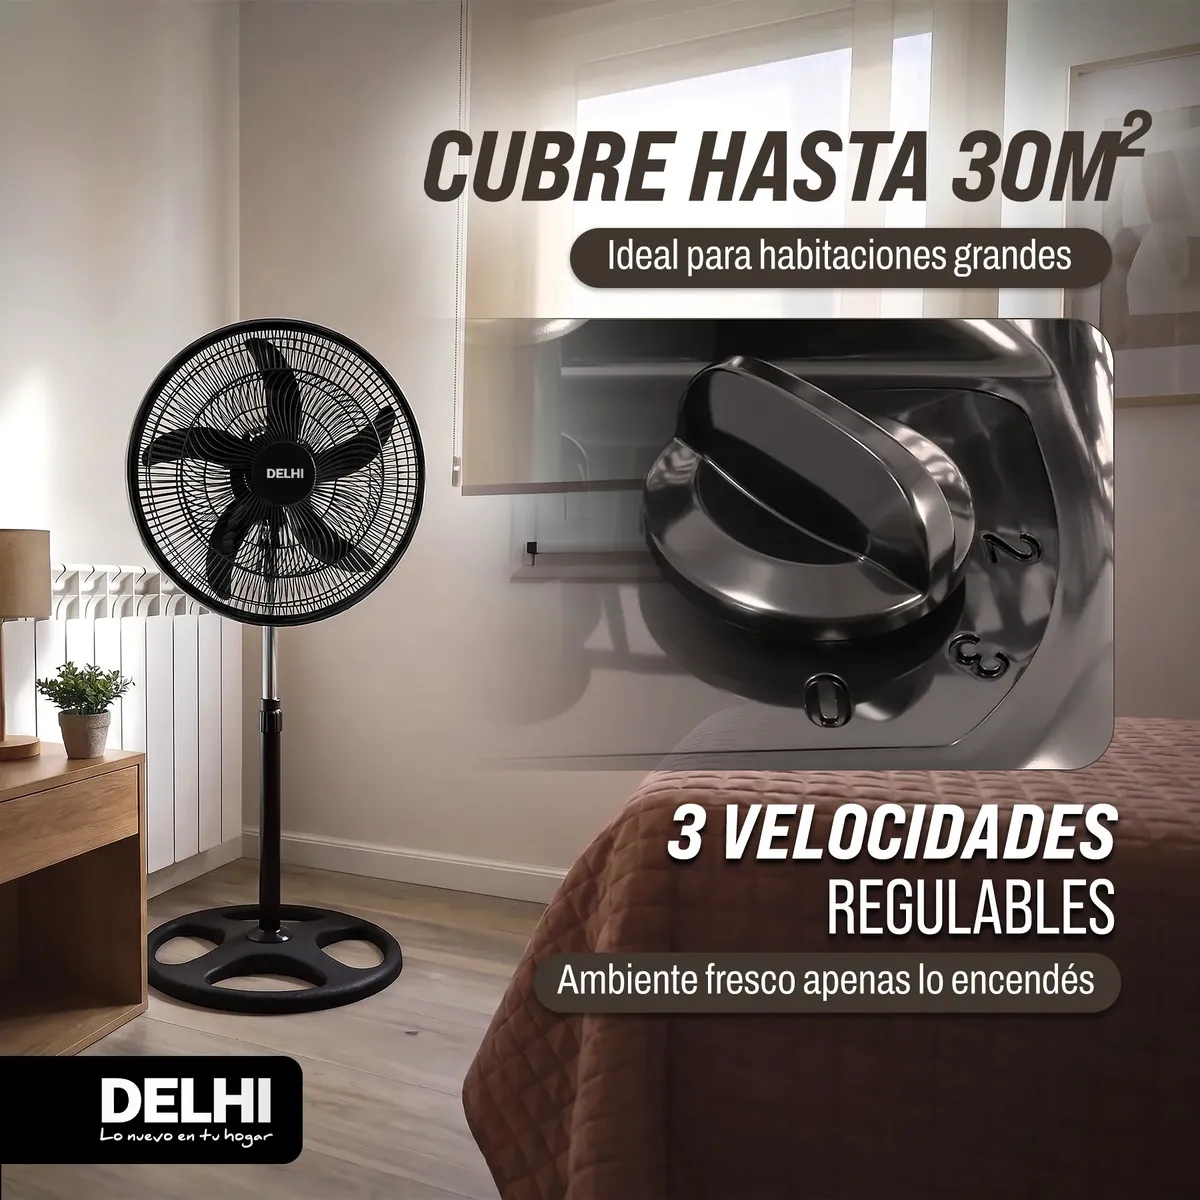 CUBRE HASTA 30M²
Ideal para habitaciones grandes
DELHI
2
3
0
3 VELOCIDADES
REGULABLES
Ambiente fresco apenas lo encendés
DELHI
Lo nuevo en tu hogar